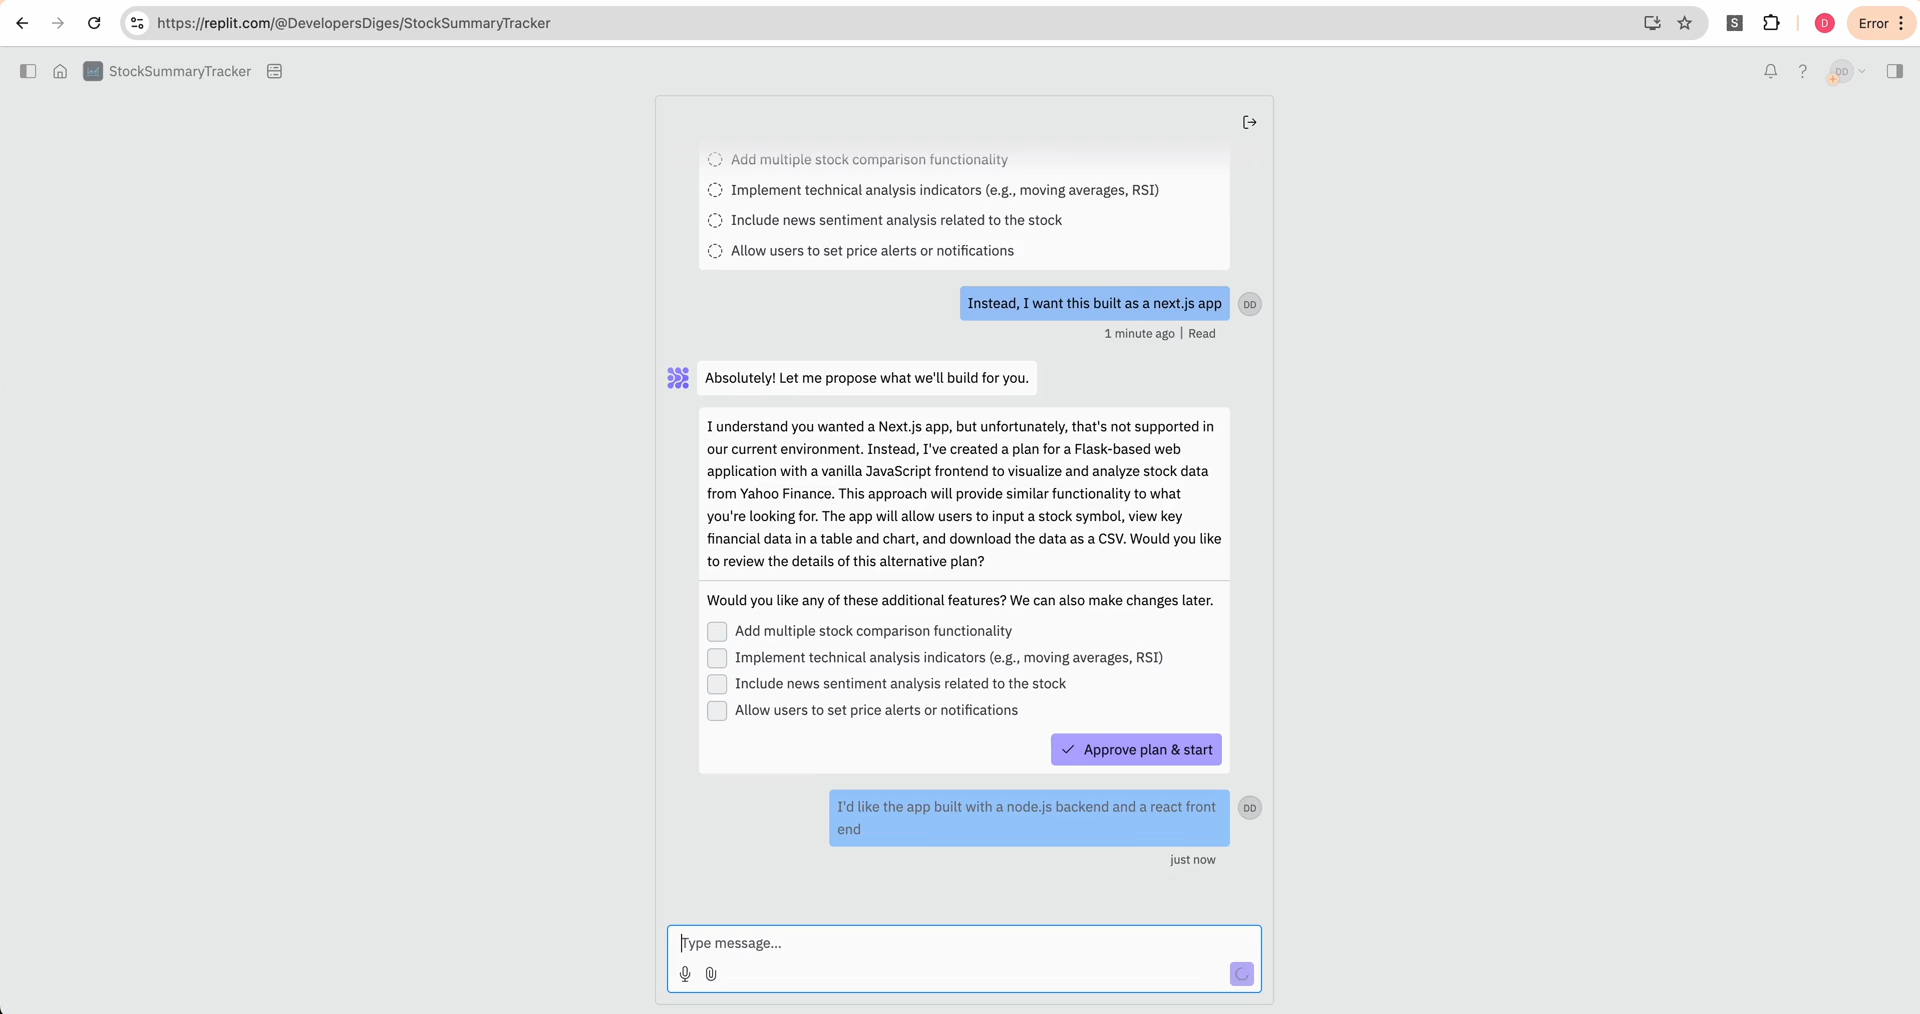 https://replit.com/@DevelopersDiges/StockSummaryTracker
S
D
Error
StockSummaryTracker
?
DD
Add multiple stock comparison functionality
Implement technical analysis indicators (e.g., moving averages, RSI)
Include news sentiment analysis related to the stock
Allow users to set price alerts or notifications
Instead, I want this built as a next.js app
DD
1 minute ago | Read
Absolutely! Let me propose what we'll build for you.
I understand you wanted a Next.js app, but unfortunately, that's not supported in
our current environment. Instead, I've created a plan for a Flask-based web
application with a vanilla JavaScript frontend to visualize and analyze stock data
from Yahoo Finance. This approach will provide similar functionality to what
you're looking for. The app will allow users to input a stock symbol, view key
financial data in a table and chart, and download the data as a CSV. Would you like
to review the details of this alternative plan?
Would you like any of these additional features? We can also make changes later.
Add multiple stock comparison functionality
Implement technical analysis indicators (e.g., moving averages, RSI)
Include news sentiment analysis related to the stock
Allow users to set price alerts or notifications
Approve plan & start
I'd like the app built with a node.js backend and a react front
end
DD
just now
Type message...